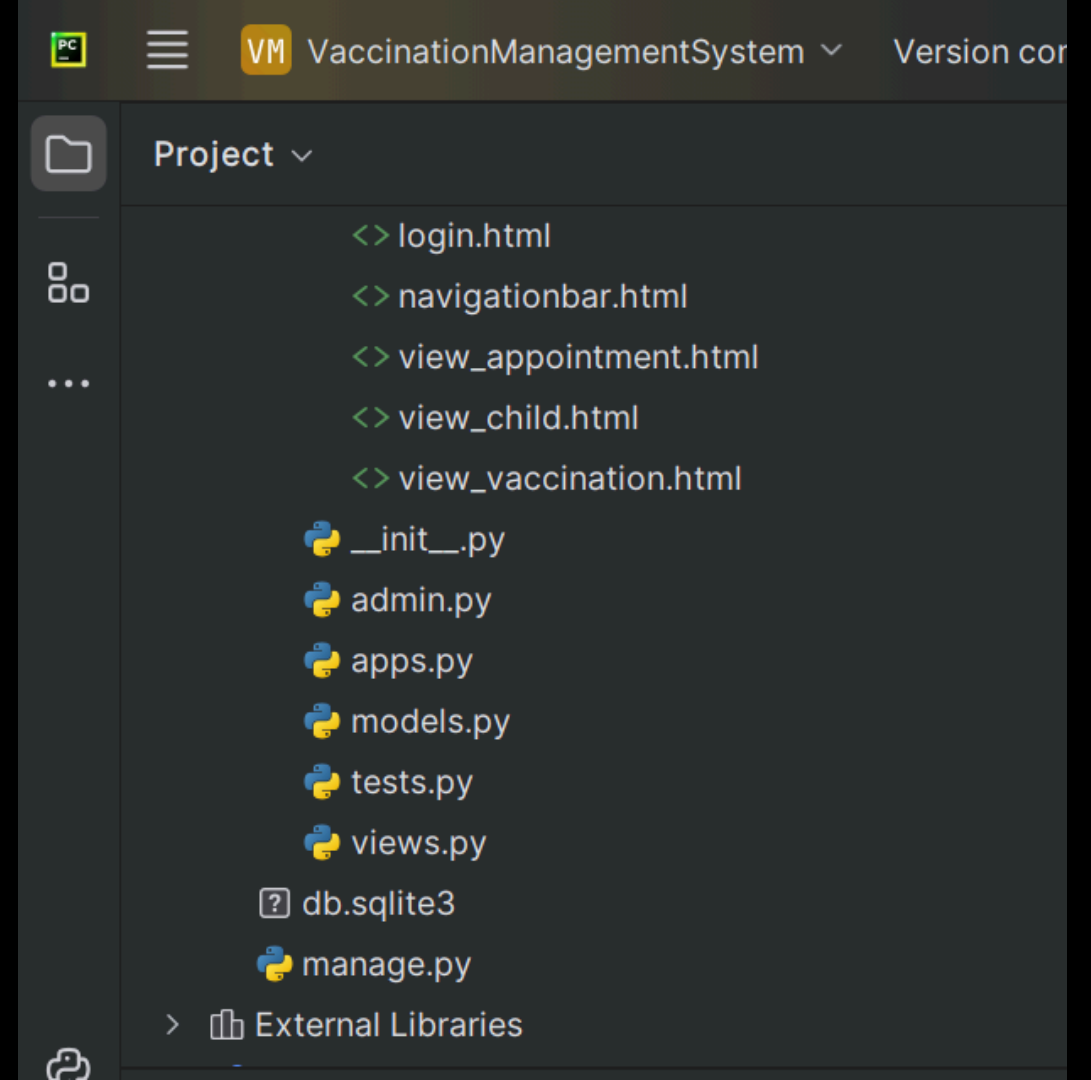 PC
VM VaccinationManagementSystem Version cor
Project
<> login.html
<> navigationbar.html
<> view_appointment.html
<> view_child.html
<> view_vaccination.html
__init__.py
admin.py
apps.py
models.py
tests.py
views.py
? db.sqlite3
manage.py
External Libraries